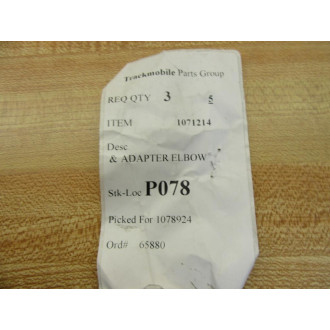 Trackmobile Parts Group
REQ QTY 3 5
ITEM 1071214
Desc
& ADAPTER ELBOW
Stk-Loc P078
Picked For 1078924
Ord# 65880